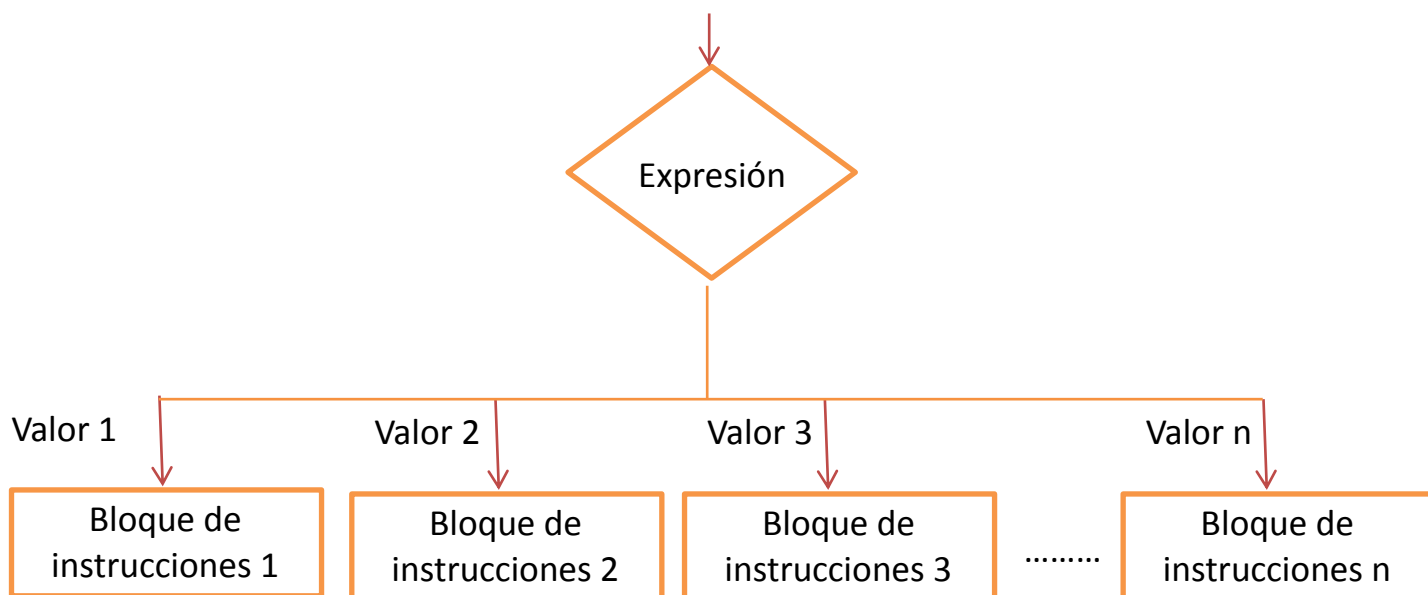 Expresión
Valor 1
Valor 2
Valor 3
Valor n
Bloque de
instrucciones 1
Bloque de
instrucciones 2
Bloque de
instrucciones 3
.........
Bloque de
instrucciones n